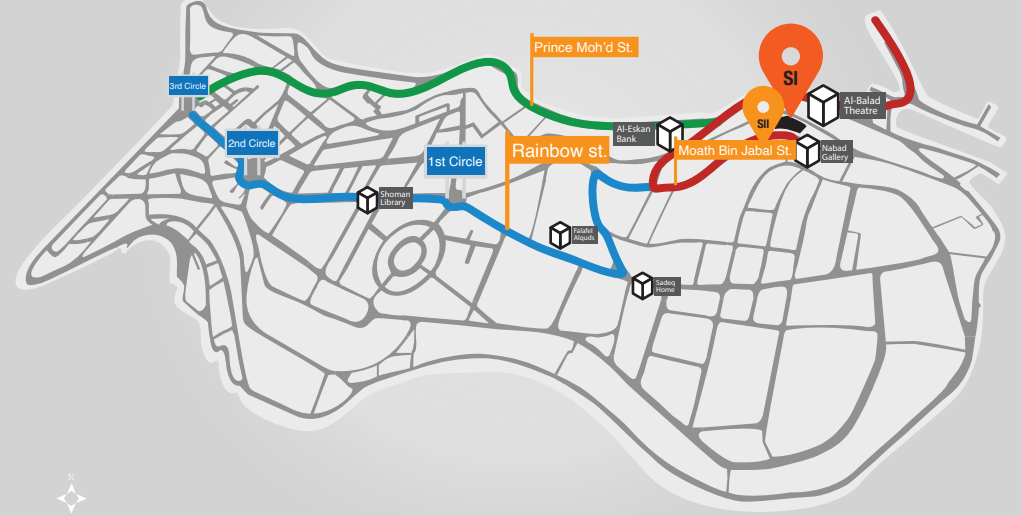 Prince Moh'd St.
SI
3rd Circle
SII
Al-Balad
Theatre
Al-Eskan
Bank
2nd Circle
Rainbow st.
Moath Bin Jabal St.
Nabad
Gallery
1st Circle
Shoman
Library
Falafel
Alquds
Sadeq
Home
N